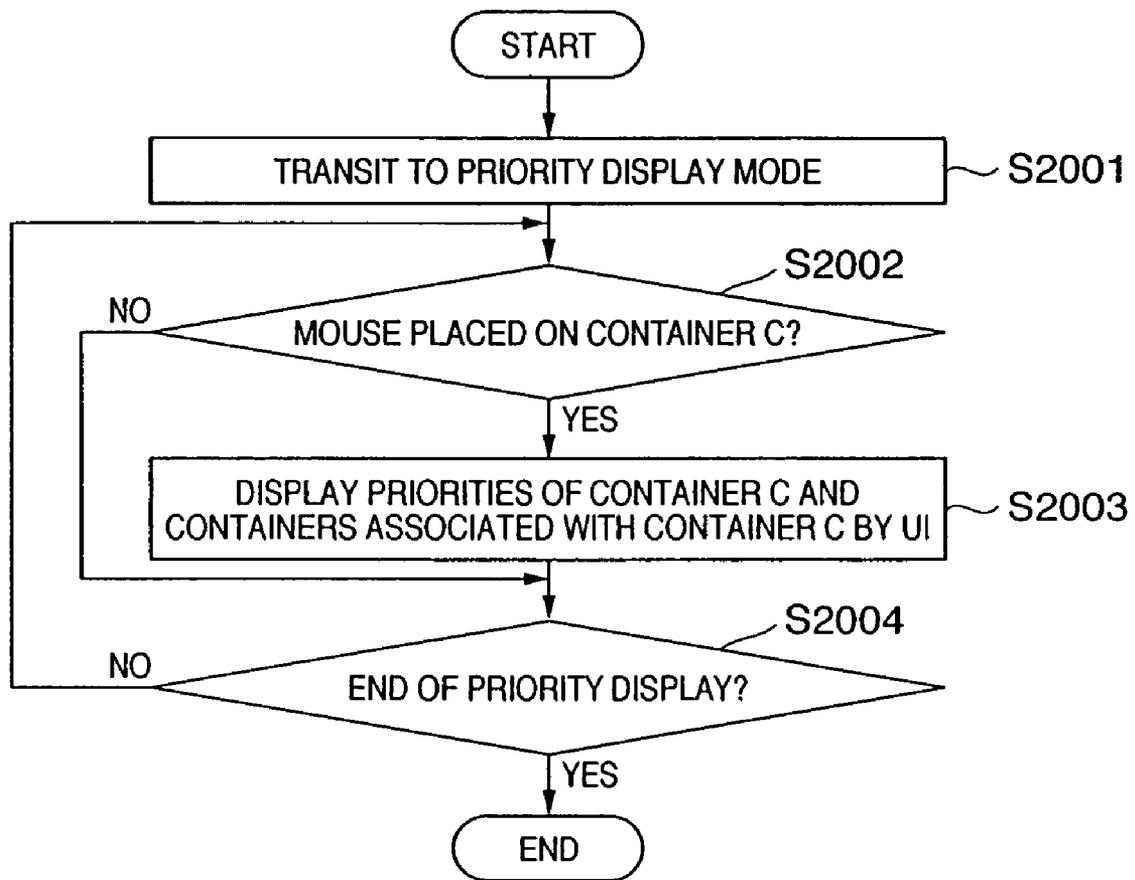 START
TRANSIT TO PRIORITY DISPLAY MODE
S2001
S2002
NO
MOUSE PLACED ON CONTAINER C?
YES
DISPLAY PRIORITIES OF CONTAINER C AND
CONTAINERS ASSOCIATED WITH CONTAINER C BY UI
S2003
S2004
NO
END OF PRIORITY DISPLAY?
YES
END